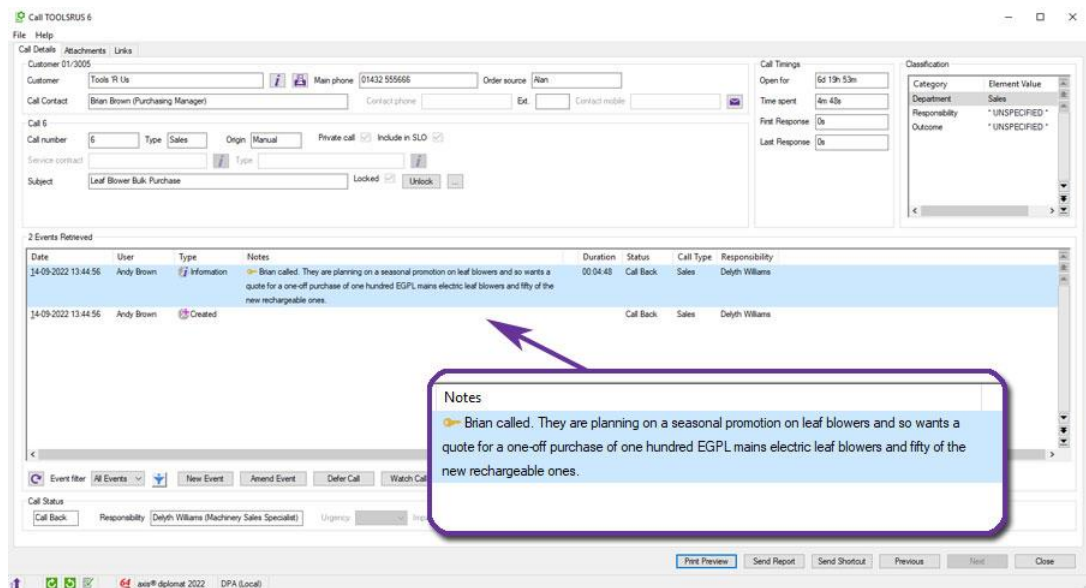 Call TOOLSRUS 6
File Help
Call Details Attachments Links
Customer 01/3005
Customer Tools 'R Us Main phone 01432 555666 Order source Alan
Call Contact Brian Brown (Purchasing Manager) Contact phone Ext. Contact mobile
Call 6
Call number 6 Type Sales Origin Manual Private call Include in SLO
Service contract Type
Subject Leaf Blower Bulk Purchase Locked Unlock ...
Call Timings
Open for 6d 19h 53m
Time spent 4m 48s
First Response 0s
Last Response 0s
Classification
Category Element Value
Department Sales
Responsibility * UNSPECIFIED *
Outcome * UNSPECIFIED *
2 Events Retrieved
Date User Type Notes Duration Status Call Type Responsibility
14-09-2022 13:44:56 Andy Brown Information Brian called. They are planning on a seasonal promotion on leaf blowers and so wants a 00:04:48 Call Back Sales Delyth Williams
quote for a one-off purchase of one hundred EGPL mains electric leaf blowers and fifty of the
new rechargeable ones.
14-09-2022 13:44:56 Andy Brown Created Call Back Sales Delyth Williams
Notes
Brian called. They are planning on a seasonal promotion on leaf blowers and so wants a
quote for a one-off purchase of one hundred EGPL mains electric leaf blowers and fifty of the
new rechargeable ones.
Event filter All Events New Event Amend Event Defer Call Watch Call
Call Status
Call Back Responsibility Delyth Williams (Machinery Sales Specialist) Urgency
Print Preview Send Report Send Shortcut Previous Next Close
64 axis® diplomat 2022 DPA (Local)